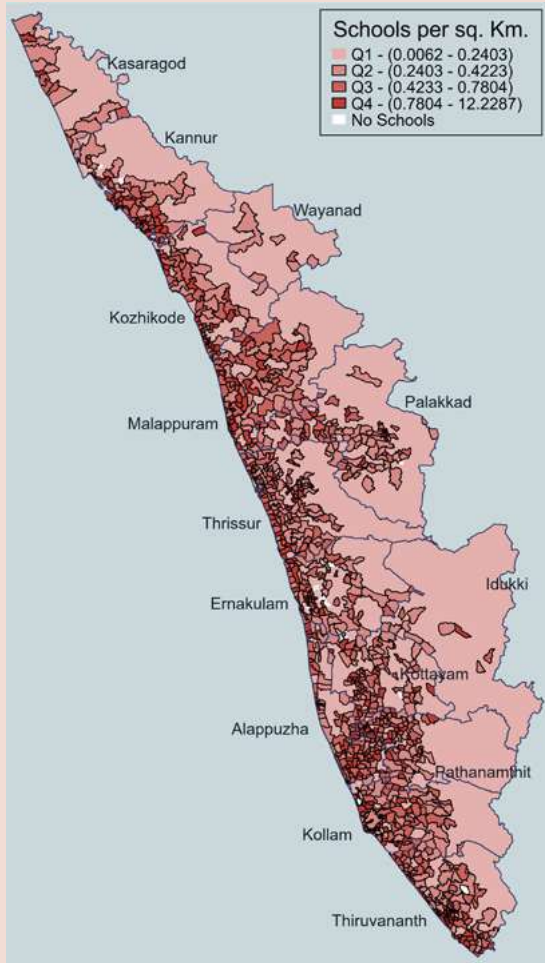 Schools per sq. Km.
Q1 - (0.0062 - 0.2403)
Q2 - (0.2403 - 0.4223)
Q3 - (0.4233 - 0.7804)
Q4 - (0.7804 - 12.2287)
No Schools
Kasaragod
Kannur
Wayanad
Kozhikode
Palakkad
Malappuram
Thrissur
Idukki
Ernakulam
Kottayam
Alappuzha
Pathanamthit
Kollam
Thiruvananth